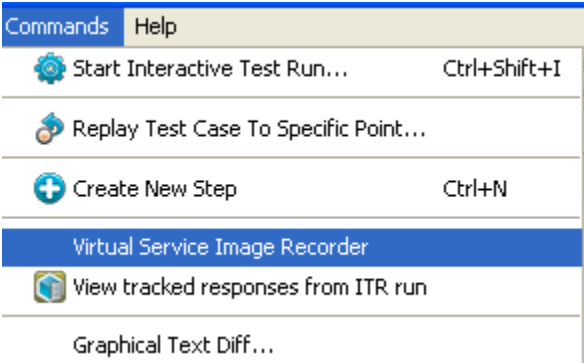 Commands Help
Start Interactive Test Run... Ctrl+Shift+I
Replay Test Case To Specific Point...
Create New Step Ctrl+N
Virtual Service Image Recorder
View tracked responses from ITR run
Graphical Text Diff...